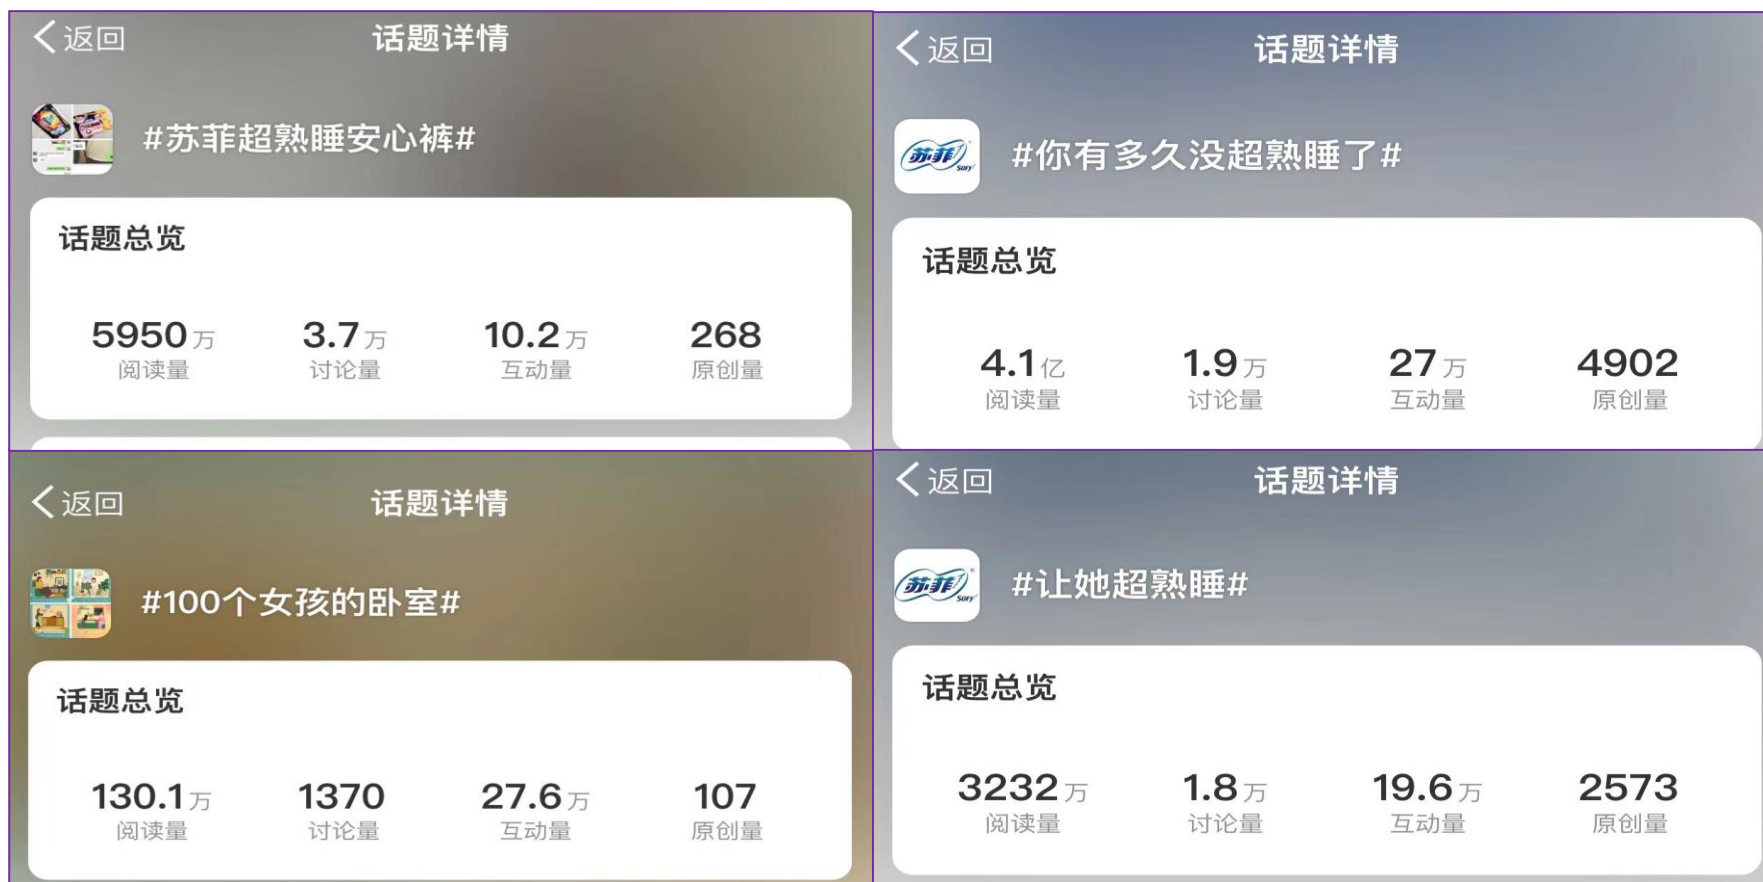 返回
话题详情
#苏菲超熟睡安心裤#
话题总览
5950万 3.7万 10.2万 268
阅读量 讨论量 互动量 原创量
返回
话题详情
苏菲
Sofy
#你有多久没超熟睡了#
话题总览
4.1亿 1.9万 27万 4902
阅读量 讨论量 互动量 原创量
返回
话题详情
#100个女孩的卧室#
话题总览
130.1万 1370 27.6万 107
阅读量 讨论量 互动量 原创量
返回
话题详情
苏菲
Sofy
#让她超熟睡#
话题总览
3232万 1.8万 19.6万 2573
阅读量 讨论量 互动量 原创量